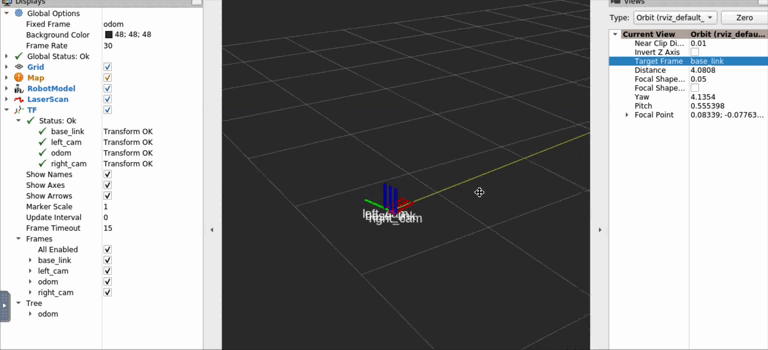 Displays
Global Options
Fixed Frame odom
Background Color 48; 48; 48
Frame Rate 30
Global Status: Ok
Grid
Map
RobotModel
LaserScan
TF
Status: Ok
base_link Transform OK
left_cam Transform OK
odom Transform OK
right_cam Transform OK
Show Names
Show Axes
Show Arrows
Marker Scale 1
Update Interval 0
Frame Timeout 15
Frames
All Enabled
base_link
left_cam
odom
right_cam
Tree
odom
right_cam
Views
Type: Orbit (rviz_default_ Zero
Current View Orbit (rviz_defau...
Near Clip Di... 0.01
Invert Z Axis
Target Frame base_link
Distance 4.0808
Focal Shape... 0.05
Focal Shape...
Yaw 4.1354
Pitch 0.555398
Focal Point 0.08339; -0.07763...